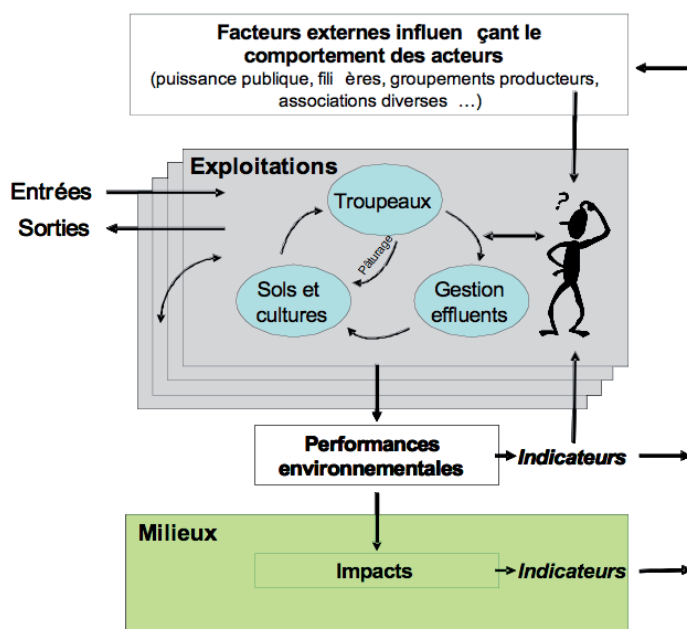 Facteurs externes influen çant le
comportement des acteurs
(puissance publique, fili ères, groupements producteurs,
associations diverses ...)
Exploitations
Entrées
Sorties
Troupeaux
?
Pâturage
Sols et
cultures
Gestion
effluents
Performances
environnementales
Indicateurs
Milieux
Impacts
Indicateurs